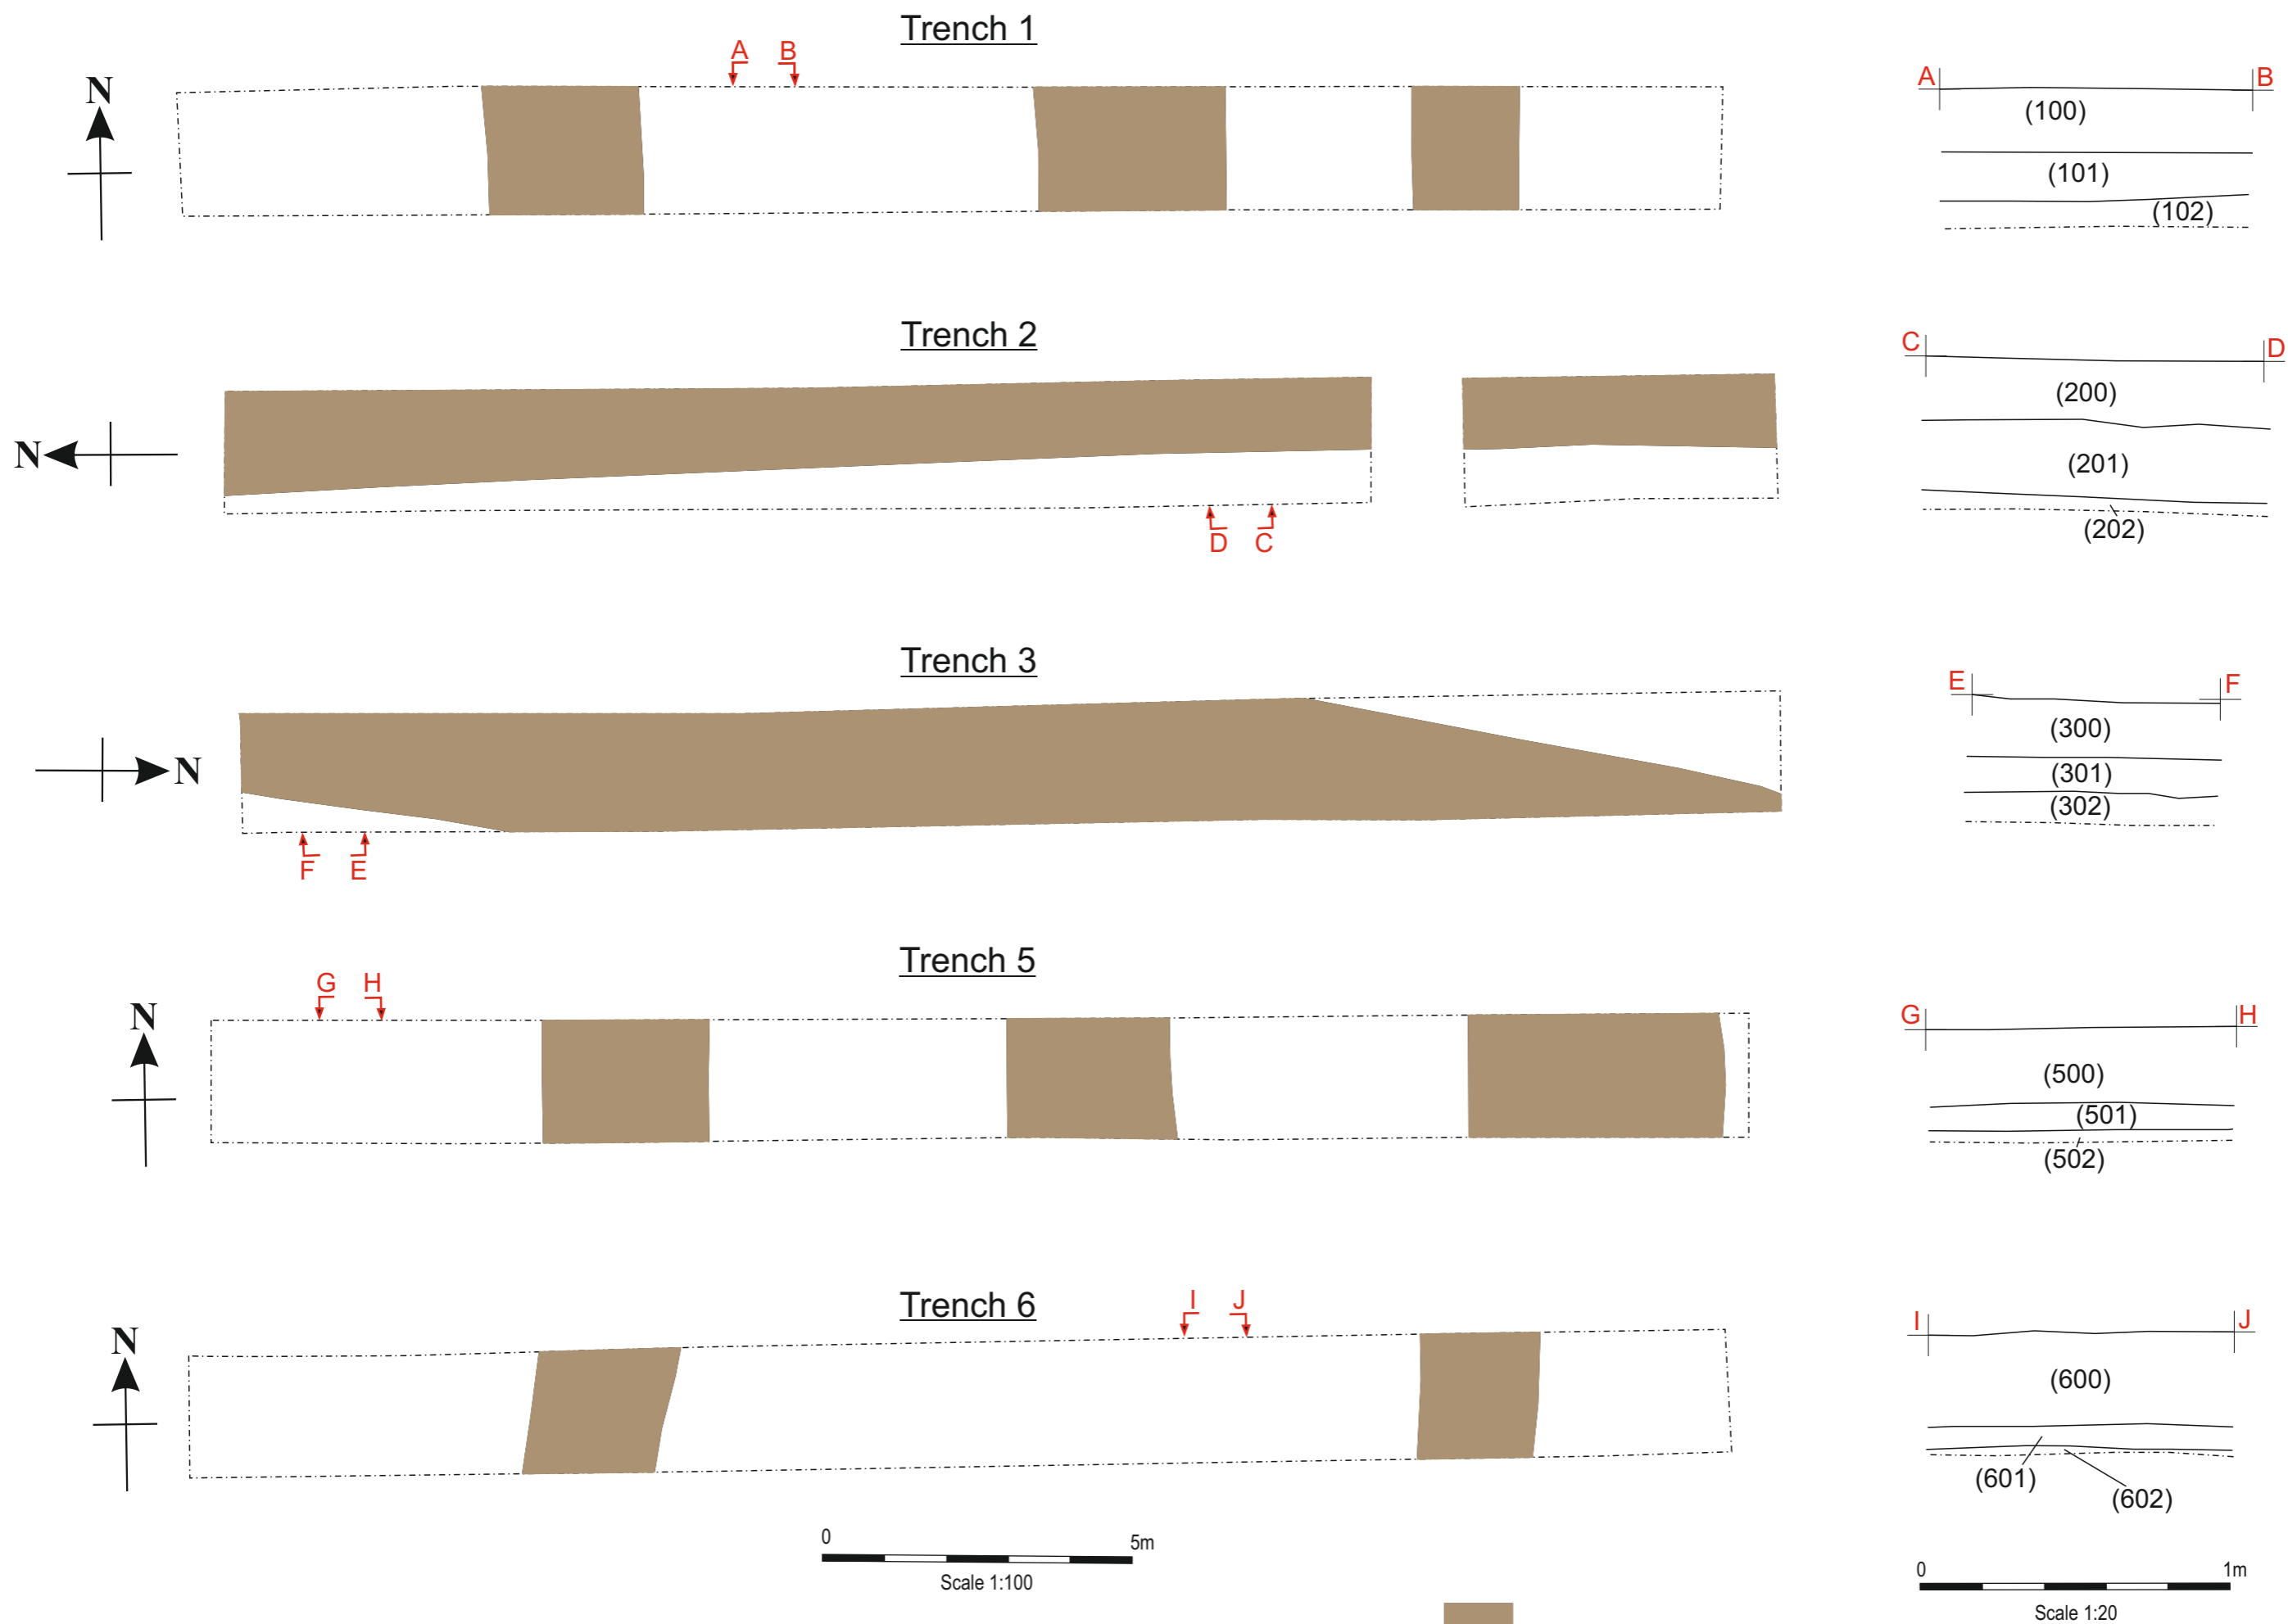 Trench 1
A B
N
A B
(100)
(101)
(102)
Trench 2
N
D C
C D
(200)
(201)
(202)
Trench 3
N
F E
E F
(300)
(301)
(302)
Trench 5
G H
N
G H
(500)
(501)
(502)
Trench 6
I J
N
I J
(600)
(601)
(602)
0 5m
Scale 1:100
0 1m
Scale 1:20